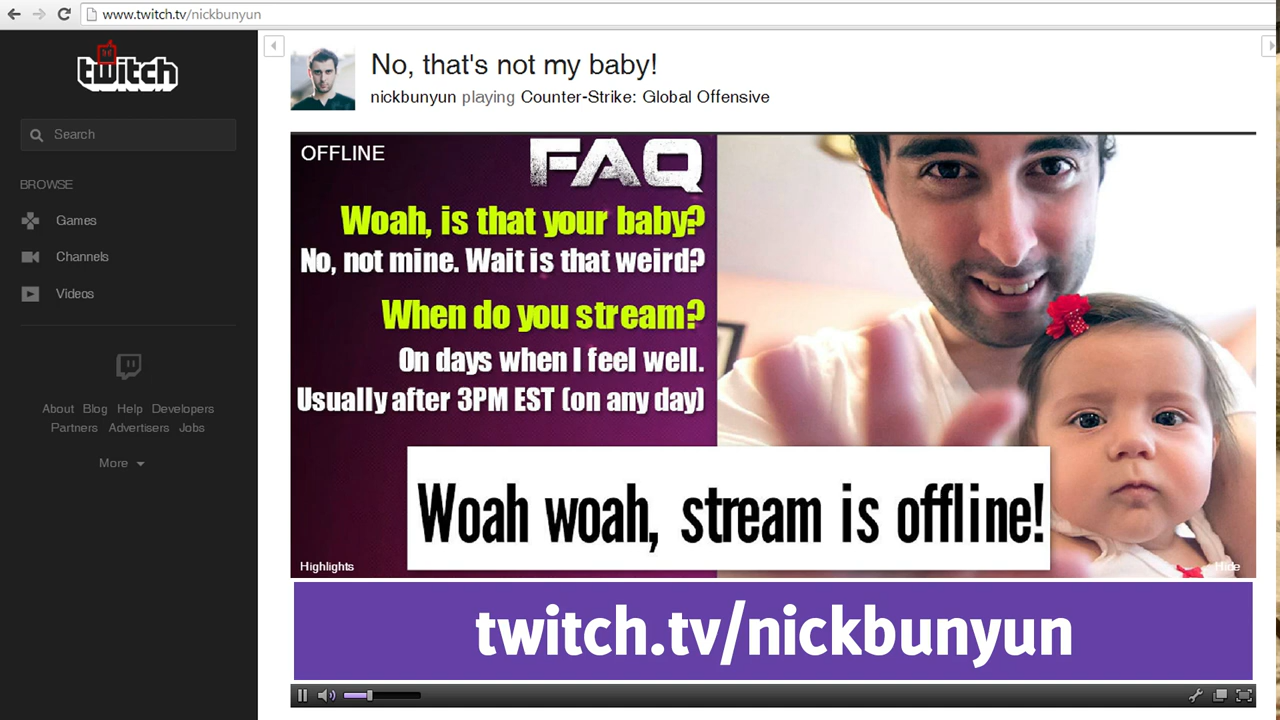 www.twitch.tv/nickbunyun
twitch
Search
BROWSE
Games
Channels
Videos
About Blog Help Developers
Partners Advertisers Jobs
More
No, that's not my baby!
nickbunyun playing Counter-Strike: Global Offensive
OFFLINE
FAQ
Woah, is that your baby?
No, not mine. Wait is that weird?
When do you stream?
On days when I feel well.
Usually after 3PM EST (on any day)
Woah woah, stream is offline!
Highlights
Hide
twitch.tv/nickbunyun